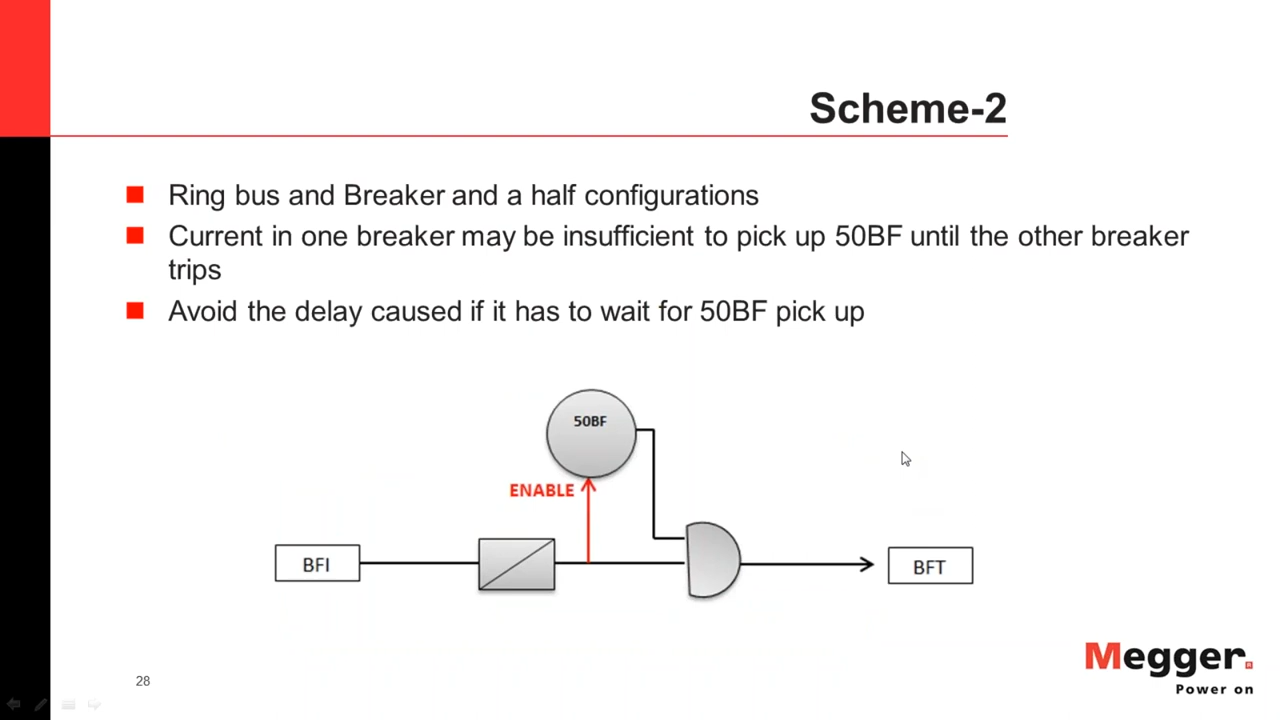 Scheme-2
Ring bus and Breaker and a half configurations
Current in one breaker may be insufficient to pick up 50BF until the other breaker
trips
Avoid the delay caused if it has to wait for 50BF pick up
50BF
ENABLE
BFI
BFT
Megger.
Power on
28